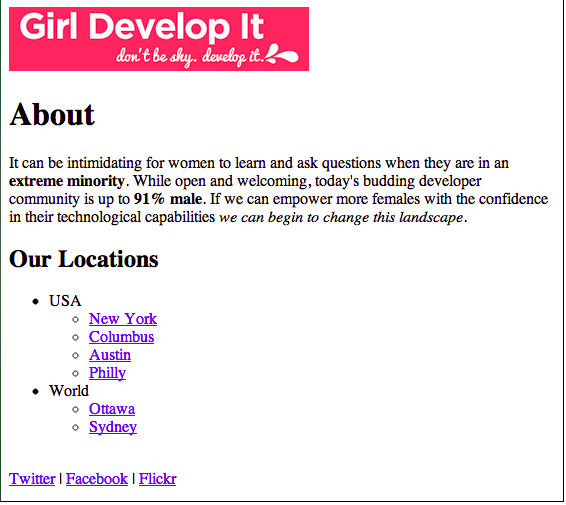 Girl Develop It
don't be shy. develop it.
About
It can be intimidating for women to learn and ask questions when they are in an
extreme minority. While open and welcoming, today's budding developer
community is up to 91% male. If we can empower more females with the confidence
in their technological capabilities we can begin to change this landscape.
Our Locations
USA
New York
Columbus
Austin
Philly
World
Ottawa
Sydney
Twitter | Facebook | Flickr